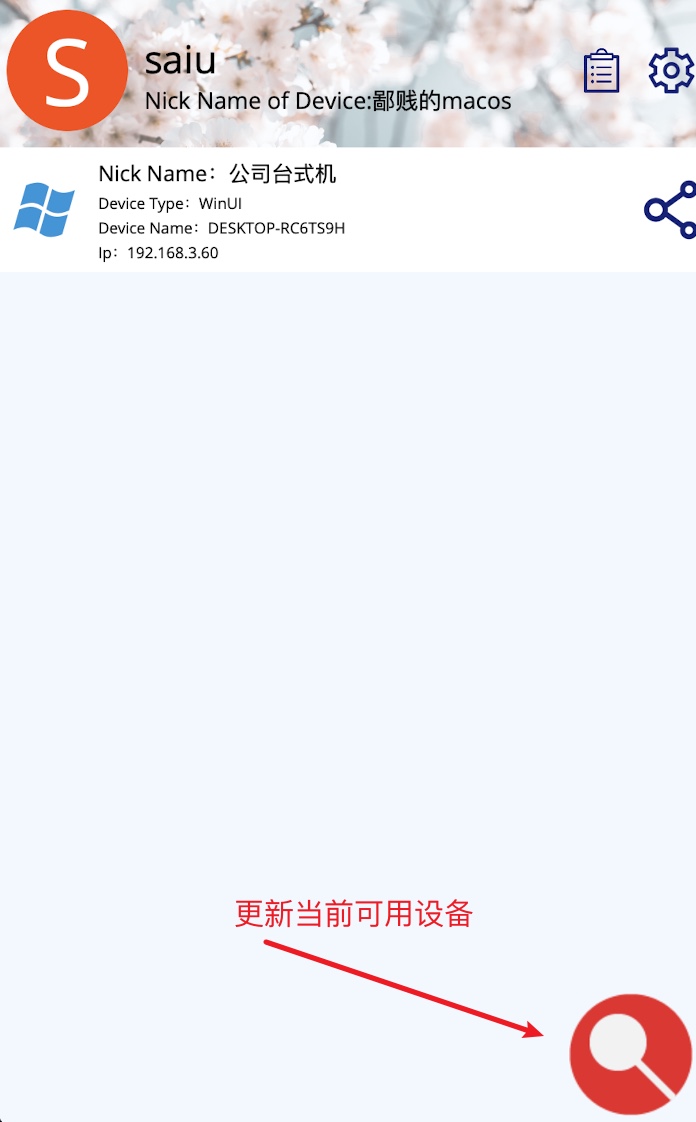 S
saiu
Nick Name of Device:鄙贱的macos
Nick Name：公司台式机
Device Type：WinUI
Device Name：DESKTOP-RC6TS9H
Ip：192.168.3.60
更新当前可用设备